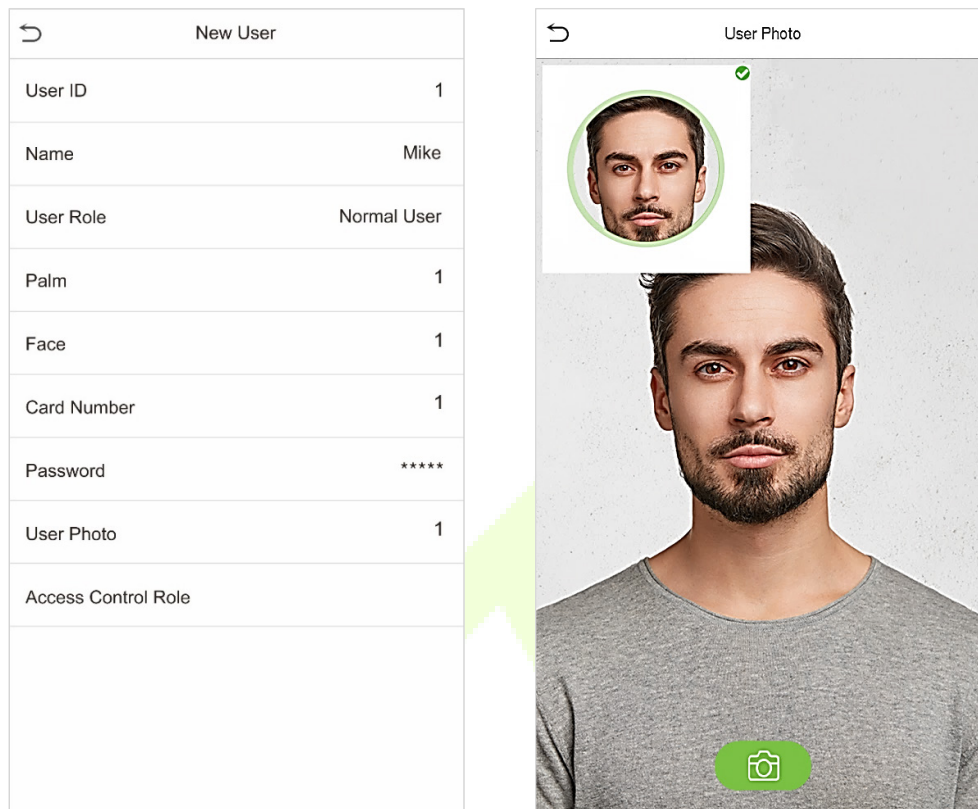 New User
User ID 1
Name Mike
User Role Normal User
Palm 1
Face 1
Card Number 1
Password *****
User Photo 1
Access Control Role
User Photo